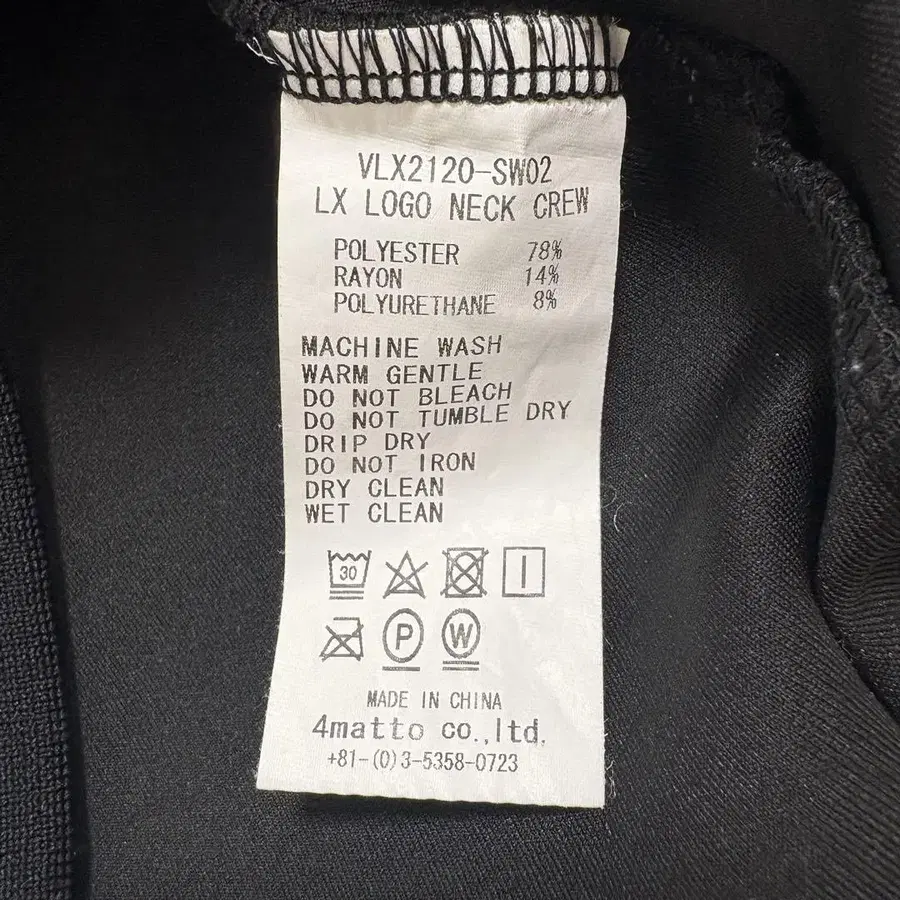 VLX2120-SW02
LX LOGO NECK CREW
POLYESTER 78%
RAYON 14%
POLYURETHANE 8%
MACHINE WASH
WARM GENTLE
DO NOT BLEACH
DO NOT TUMBLE DRY
DRIP DRY
DO NOT IRON
DRY CLEAN
WET CLEAN
30
P W
MADE IN CHINA
4matto co.,ltd.
+81-(0)3-5358-0723